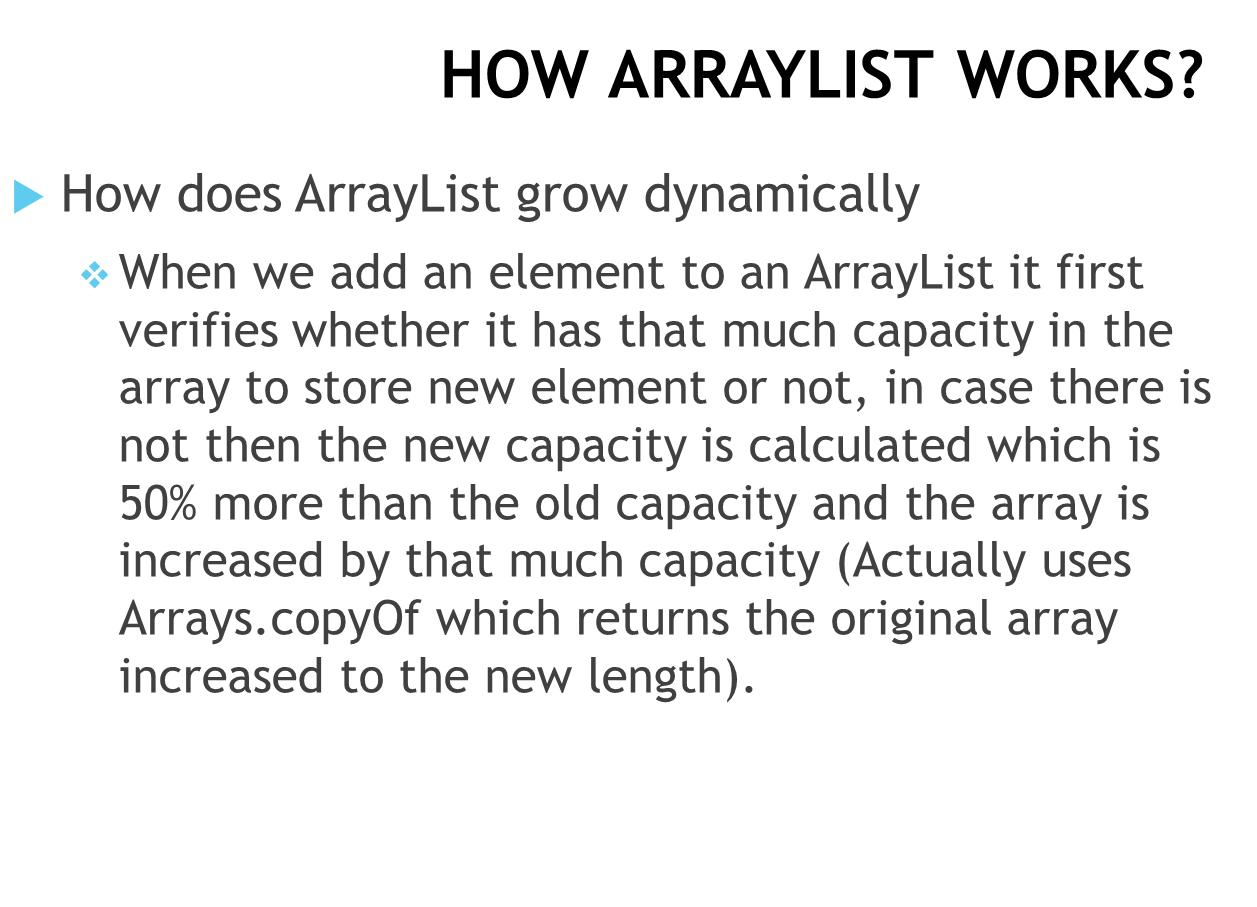 HOW ARRAYLIST WORKS?
How does ArrayList grow dynamically
When we add an element to an ArrayList it first
verifies whether it has that much capacity in the
array to store new element or not, in case there is
not then the new capacity is calculated which is
50% more than the old capacity and the array is
increased by that much capacity (Actually uses
Arrays.copyOf which returns the original array
increased to the new length).